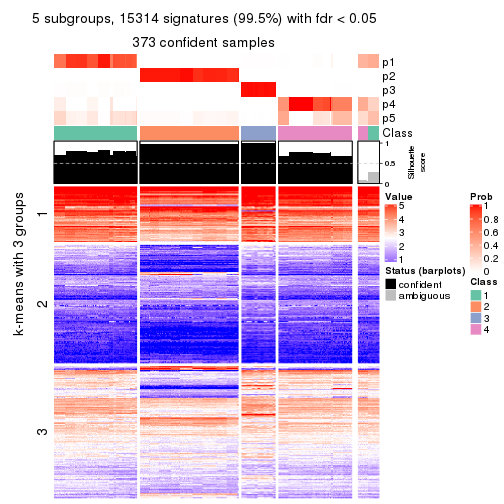 5 subgroups, 15314 signatures (99.5%) with fdr < 0.05
373 confident samples
p1
p2
p3
p4
p5
Class
1
0.5
0
Silhouette
score
k-means with 3 groups
1
2
3
Value
5
4
3
2
1
Status (barplots)
confident
ambiguous
Prob
1
0.8
0.6
0.4
0.2
0
Class
1
2
3
4